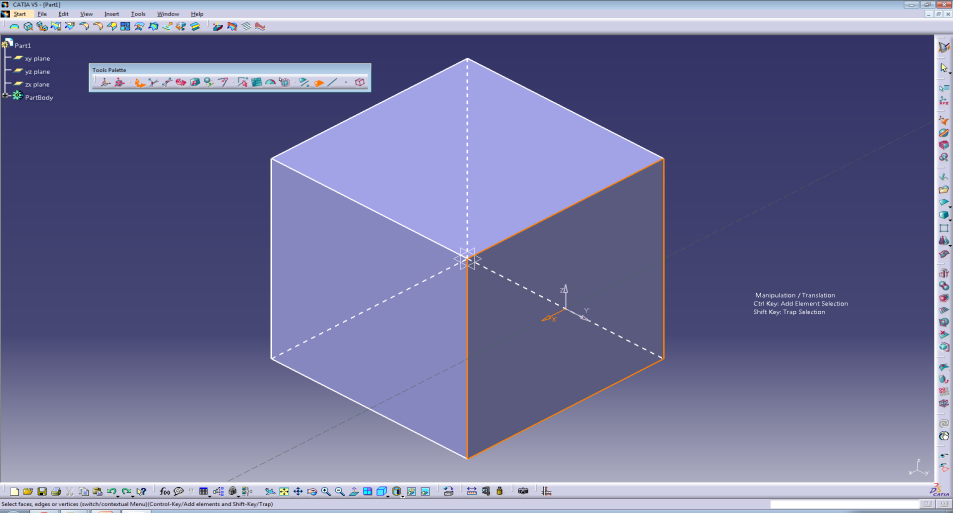 CATIA V5 - [Part1]
Start File Edit View Insert Tools Window Help
Part1
xy plane
yz plane
zx plane
PartBody
Tools Palette
Z
Y
X
Manipulation / Translation
Ctrl Key: Add Element Selection
Shift Key: Trap Selection
f(x)
CATIA
Select faces, edges or vertices (switch/contextual Menu)(Control-Key/Add elements and Shift-Key/Trap)